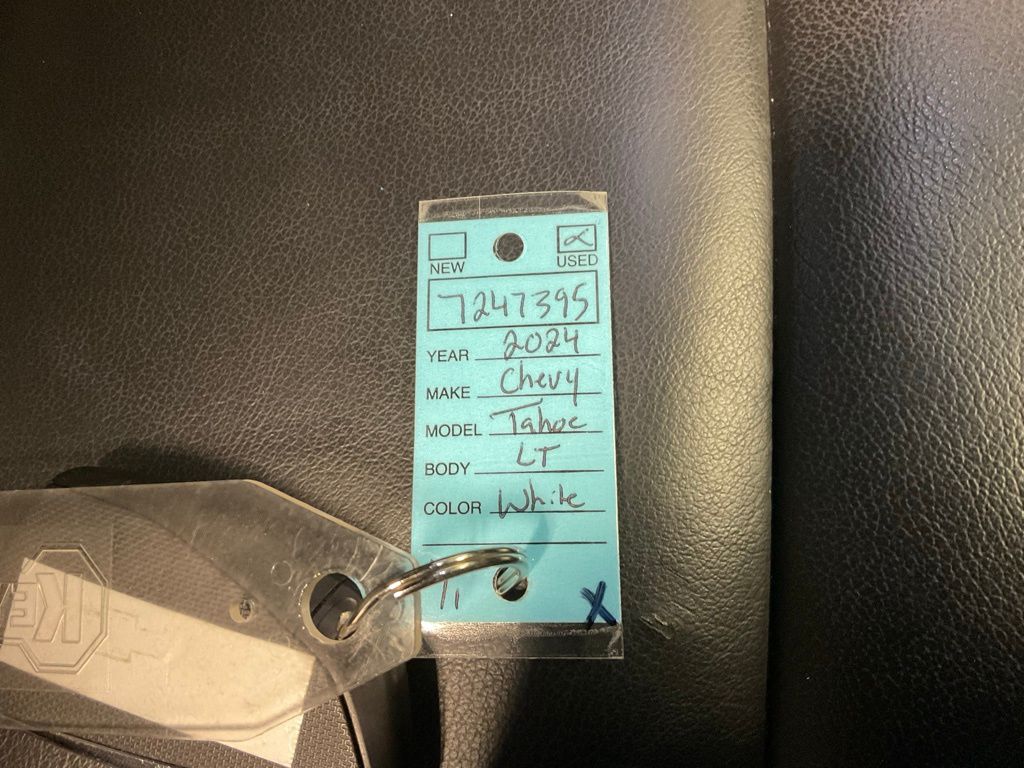 NEW USED
7247395
YEAR 2024
MAKE Chevy
MODEL Tahoe
BODY LT
COLOR White
X